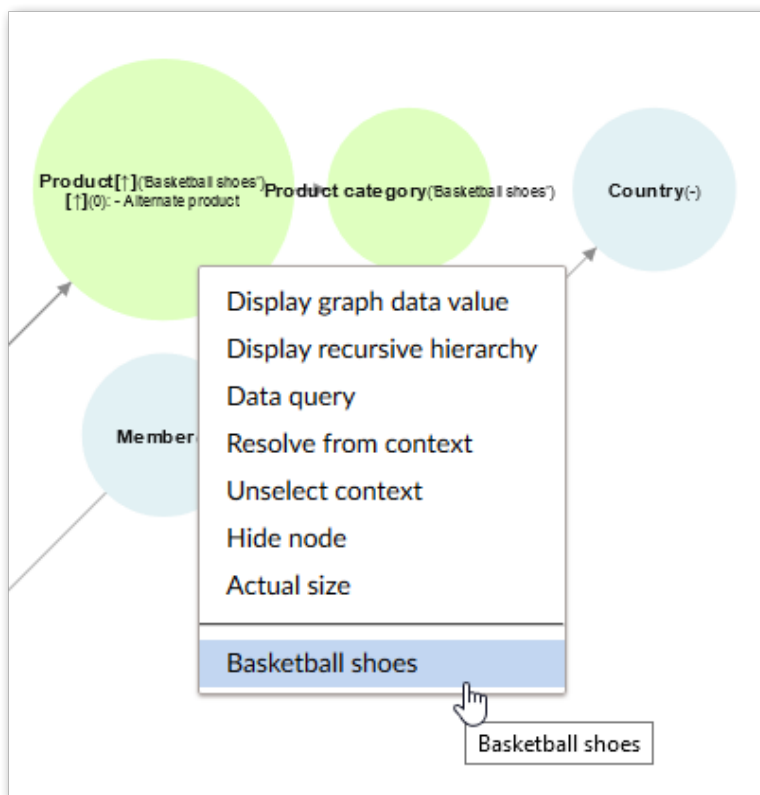 Product[↑]('Basketball shoes')
[↑](0): - Alternate product
Product category('Basketball shoes')
Country(-)
Member
Display graph data value
Display recursive hierarchy
Data query
Resolve from context
Unselect context
Hide node
Actual size
Basketball shoes
Basketball shoes